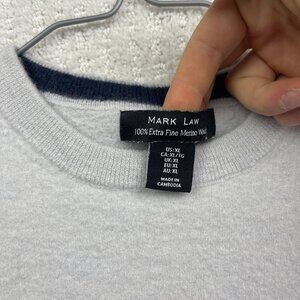 MARK LAW
100% Extra Fine Merino Wool
US: XL
CA: XL/TG
UK: XL
EU: XL
AU: XL
MADE IN
CAMBODIA